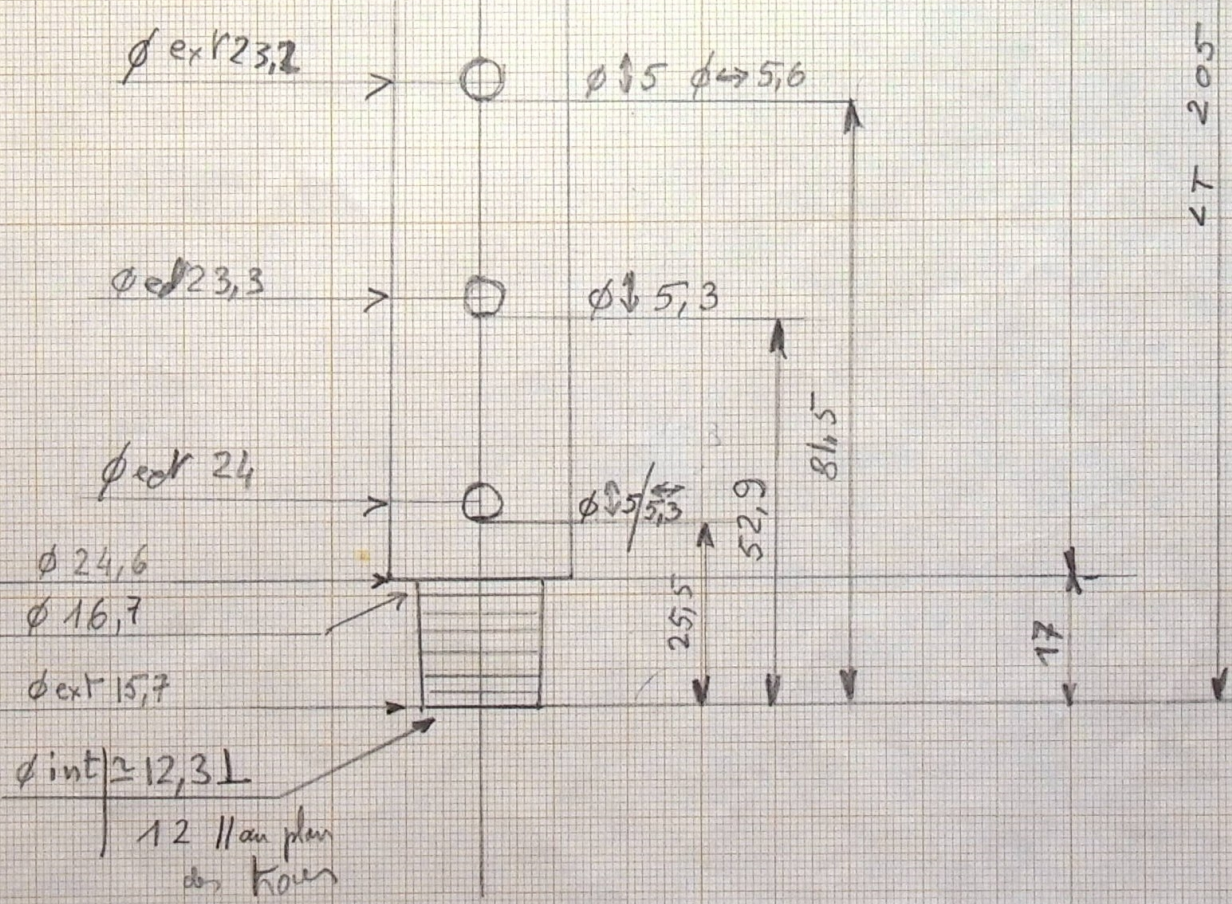 ϕ ext 23,2
ϕ ↕ 5 ϕ ↔ 5,6
ϕ ext 23,3
ϕ ↕ 5,3
ϕ ext 24
ϕ ↕ 5/↔ 5,3
81,5
52,9
25,5
17
LT 205
ϕ 24,6
ϕ 16,7
ϕ ext 15,7
ϕ int ≃ 12,3 ⊥
12 // au plan
des trous